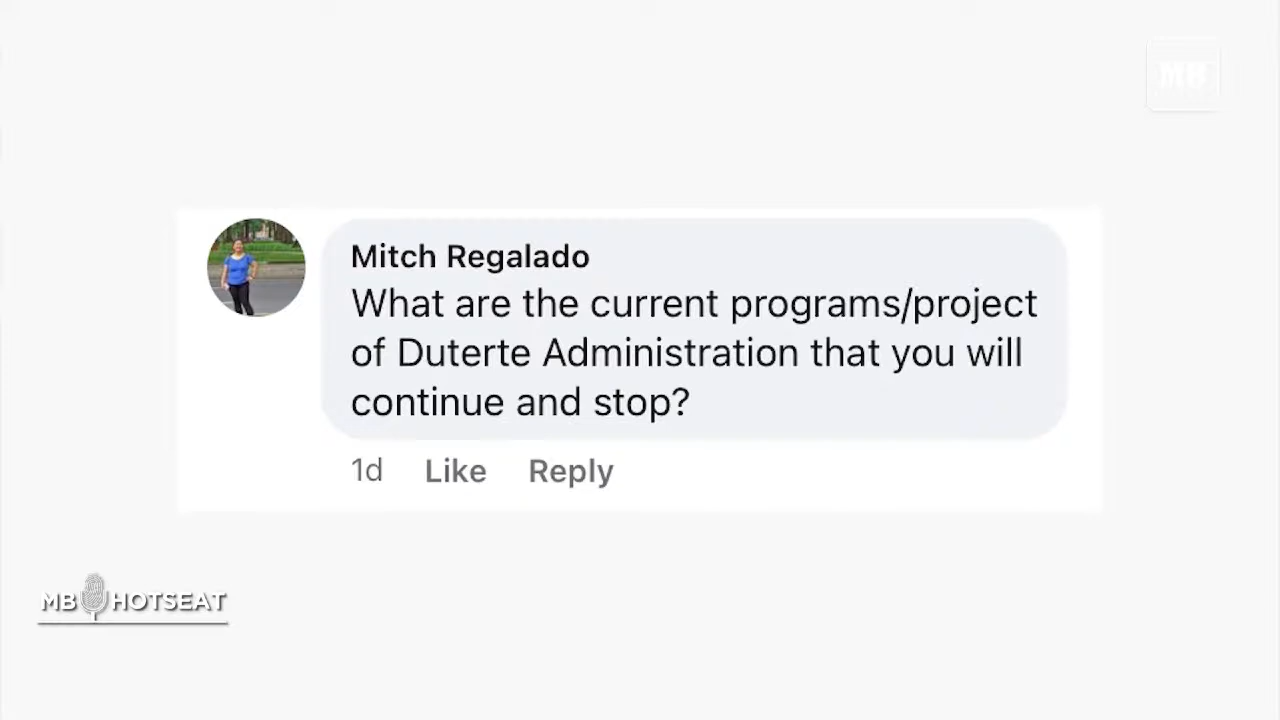 MB
Mitch Regalado
What are the current programs/project
of Duterte Administration that you will
continue and stop?
1d Like Reply
MB HOTSEAT